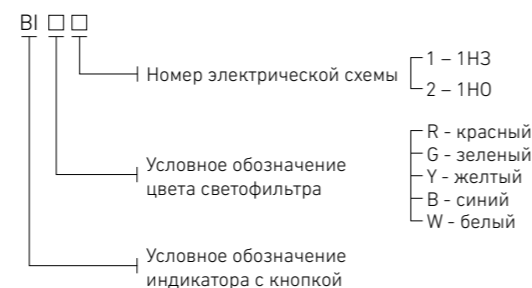 BI □ □
Номер электрической схемы
1 – 1НЗ
2 – 1НО
Условное обозначение
цвета светофильтра
R - красный
G - зеленый
Y - желтый
B - синий
W - белый
Условное обозначение
индикатора с кнопкой